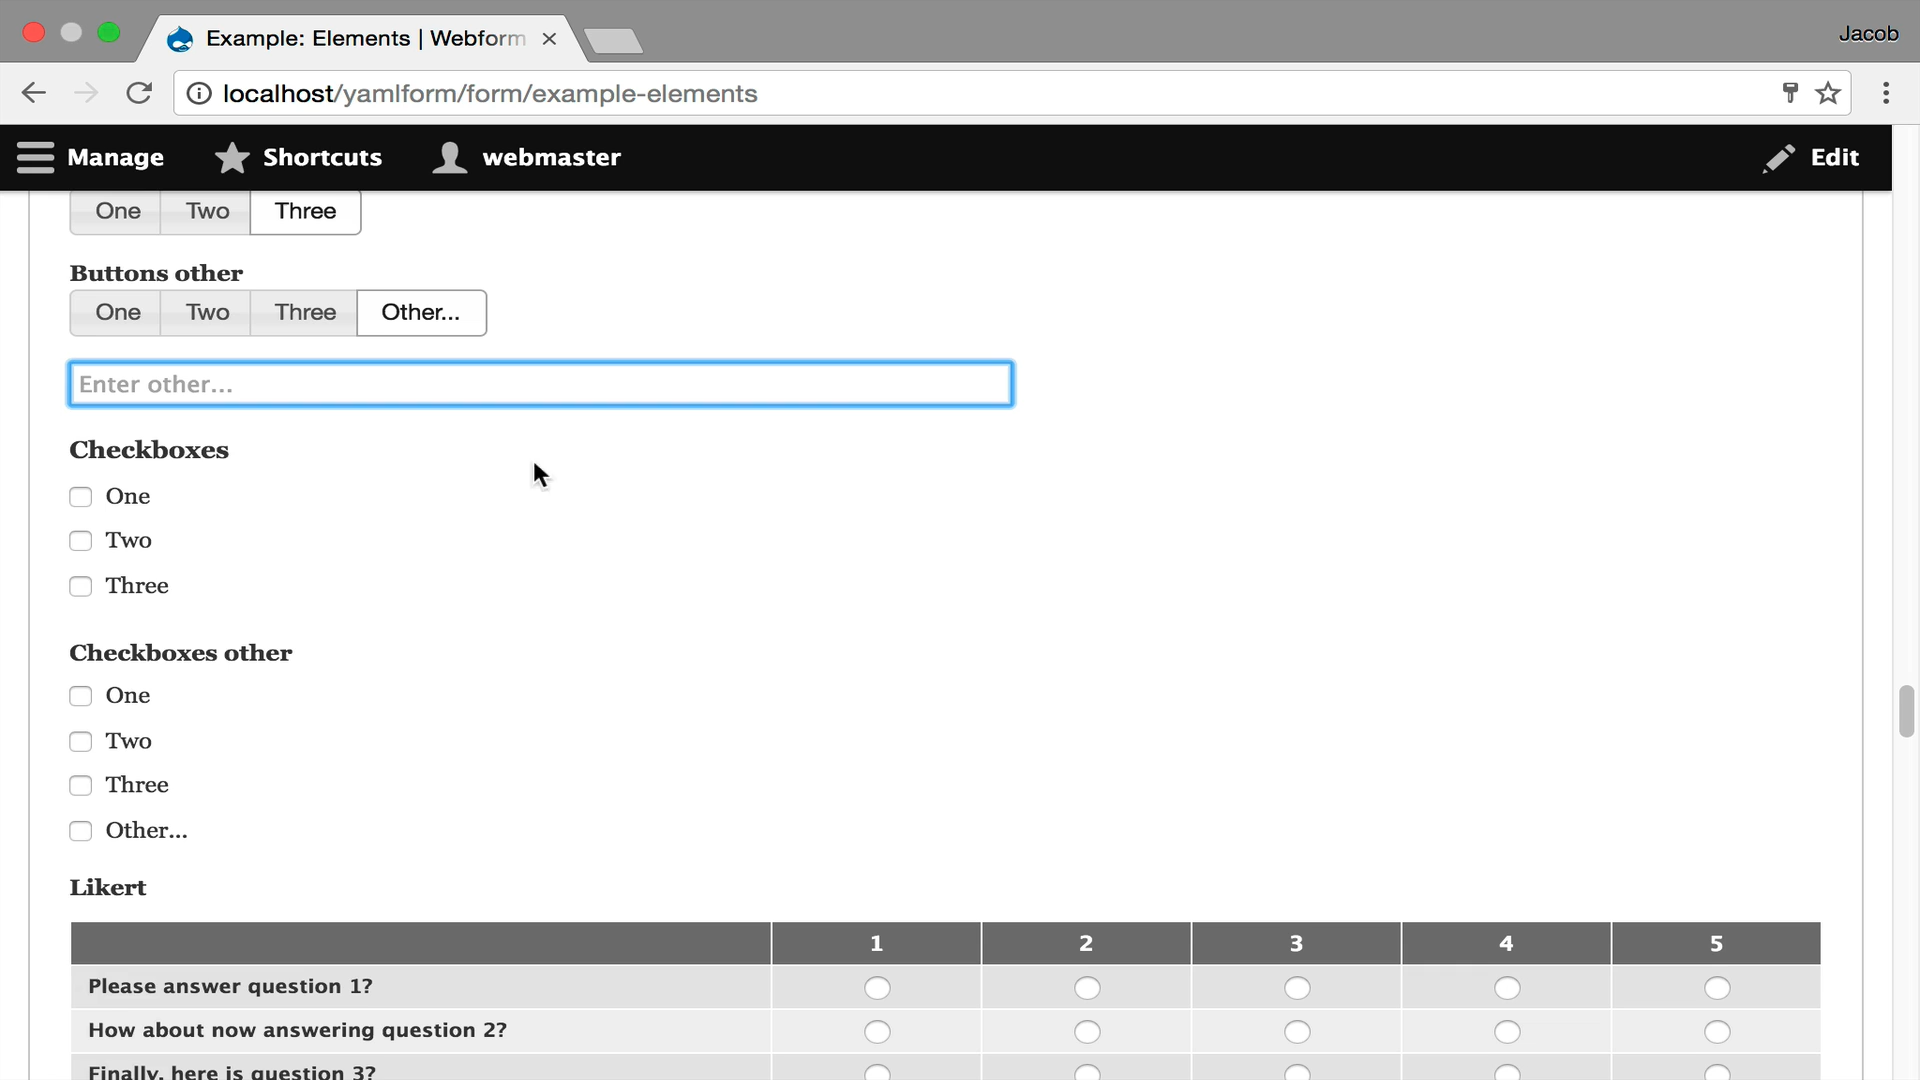 Example: Elements | Webform
Jacob
localhost/yamlform/form/example-elements
Manage Shortcuts webmaster Edit
One Two Three
Buttons other
One Two Three Other...
Enter other...
Checkboxes
One
Two
Three
Checkboxes other
One
Two
Three
Other...
Likert
1 2 3 4 5
Please answer question 1?
How about now answering question 2?
Finally, here is question 3?